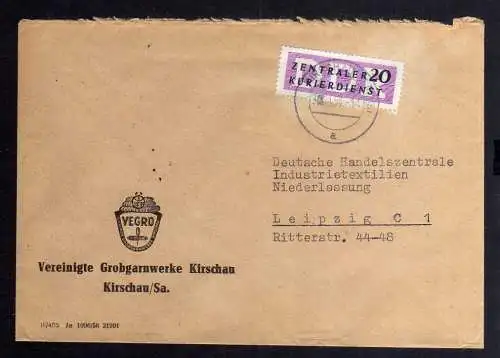 ZENTRALER 20
KURIERDIENST
a
Deutsche Handelszentrale
Industrietextilien
Niederlassung
Leipzig C 1
Ritterstr. 44-48
VEGRO
Vereinigte Grobgarnwerke Kirschau
Kirschau/Sa.